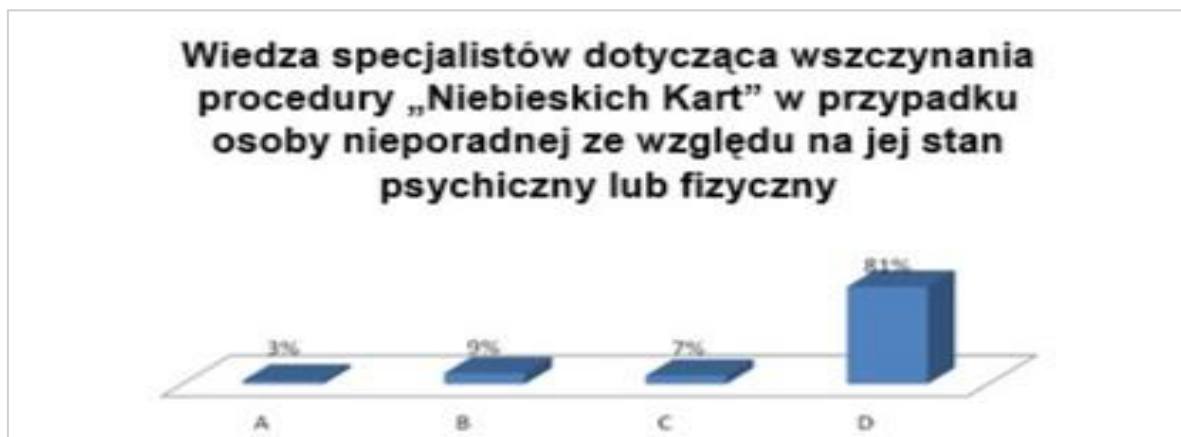 Wiedza specjalistów dotycząca wszczynania
procedury „Niebieskich Kart” w przypadku
osoby nieporadnej ze względu na jej stan
psychiczny lub fizyczny
81%
3% 9% 7%
A B C D